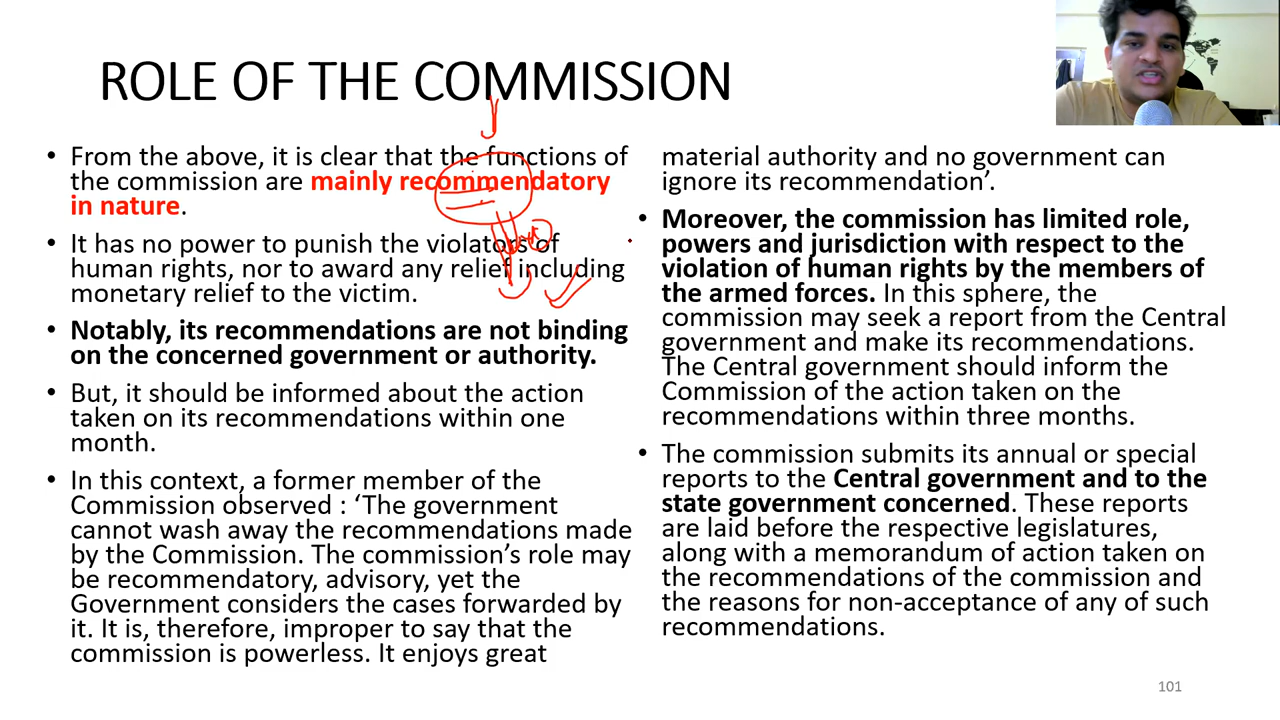 ROLE OF THE COMMISSION
• From the above, it is clear that the functions of
the commission are mainly recommendatory
in nature.
• It has no power to punish the violators of
human rights, nor to award any relief including
monetary relief to the victim.
• Notably, its recommendations are not binding
on the concerned government or authority.
• But, it should be informed about the action
taken on its recommendations within one
month.
• In this context, a former member of the
Commission observed : ‘The government
cannot wash away the recommendations made
by the Commission. The commission’s role may
be recommendatory, advisory, yet the
Government considers the cases forwarded by
it. It is, therefore, improper to say that the
commission is powerless. It enjoys great
material authority and no government can
ignore its recommendation’.
• Moreover, the commission has limited role,
powers and jurisdiction with respect to the
violation of human rights by the members of
the armed forces. In this sphere, the
commission may seek a report from the Central
government and make its recommendations.
The Central government should inform the
Commission of the action taken on the
recommendations within three months.
• The commission submits its annual or special
reports to the Central government and to the
state government concerned. These reports
are laid before the respective legislatures,
along with a memorandum of action taken on
the recommendations of the commission and
the reasons for non-acceptance of any of such
recommendations.
101